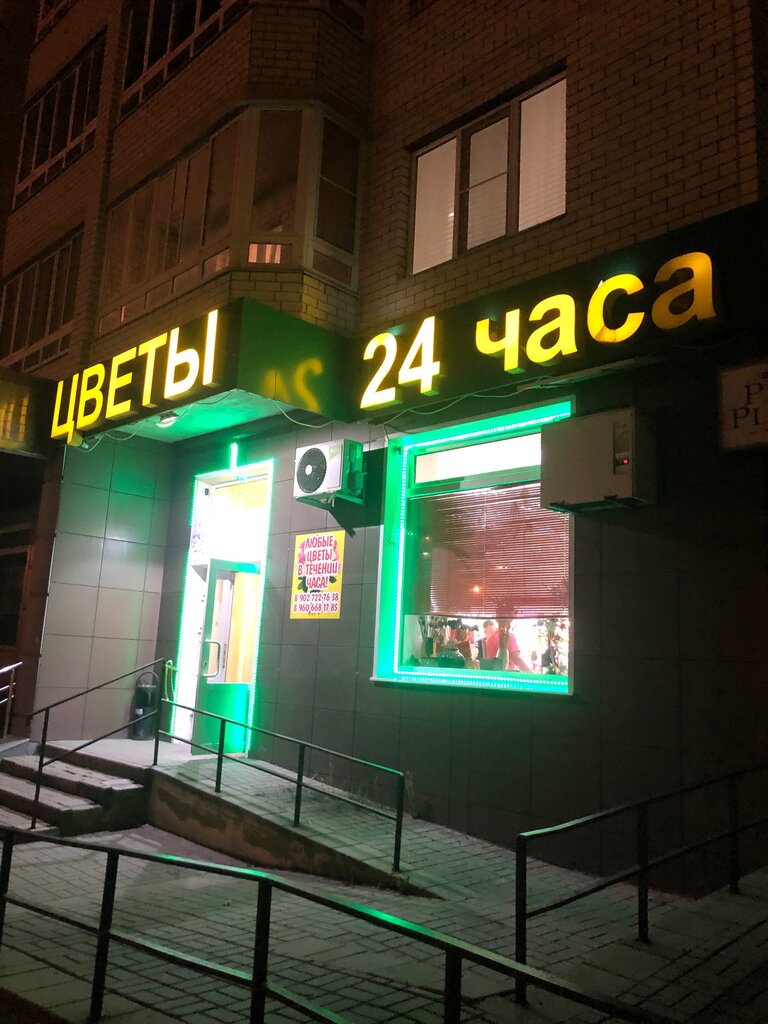 ЦВЕТЫ
24 часа
ЛЮБЫЕ
ЦВЕТЫ
В ТЕЧЕНИИ
ЧАСА!
8 902 722 76 38
8 960 668 17 85